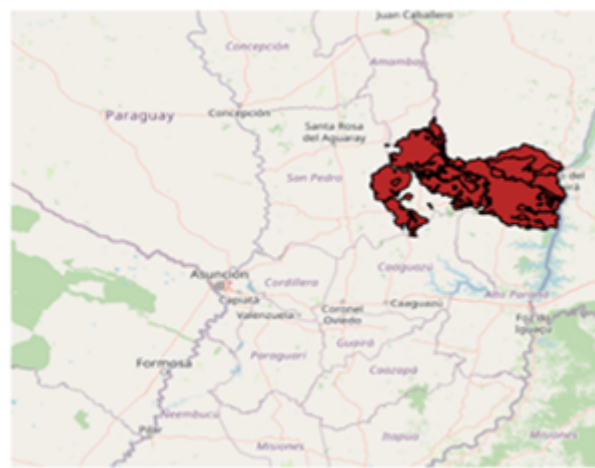 Juan Caballero
Concepción
Amambay
Paraguay
Concepción
Santa Rosa
del Aguaray
San Pedro
del
Asunción
Cordillera
Caaguazú
Capiatá
Caaguazú
Alto Paraná
Valenzuela
Coronel
Oviedo
Foz do
Iguaçu
Guairá
Paraguarí
Formosa
Caazapá
Ñeembucú
Pilar
Itapúa
Misiones
Misiones